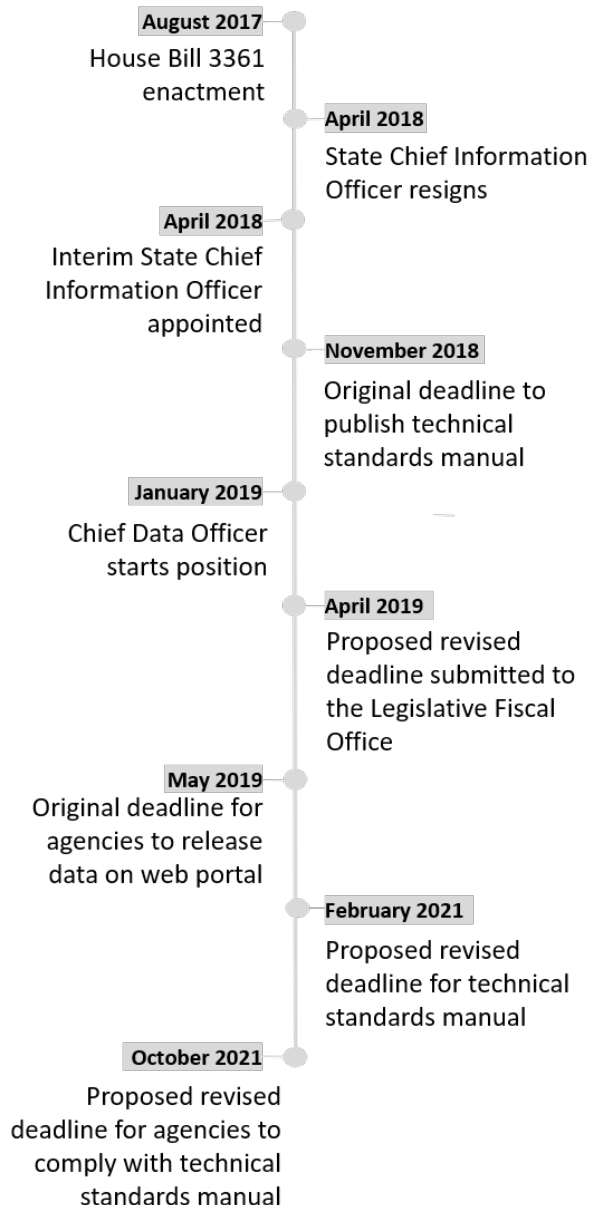 August 2017
House Bill 3361
enactment
April 2018
State Chief Information
Officer resigns
April 2018
Interim State Chief
Information Officer
appointed
November 2018
Original deadline to
publish technical
standards manual
January 2019
Chief Data Officer
starts position
April 2019
Proposed revised
deadline submitted to
the Legislative Fiscal
Office
May 2019
Original deadline for
agencies to release
data on web portal
February 2021
Proposed revised
deadline for technical
standards manual
October 2021
Proposed revised
deadline for agencies to
comply with technical
standards manual